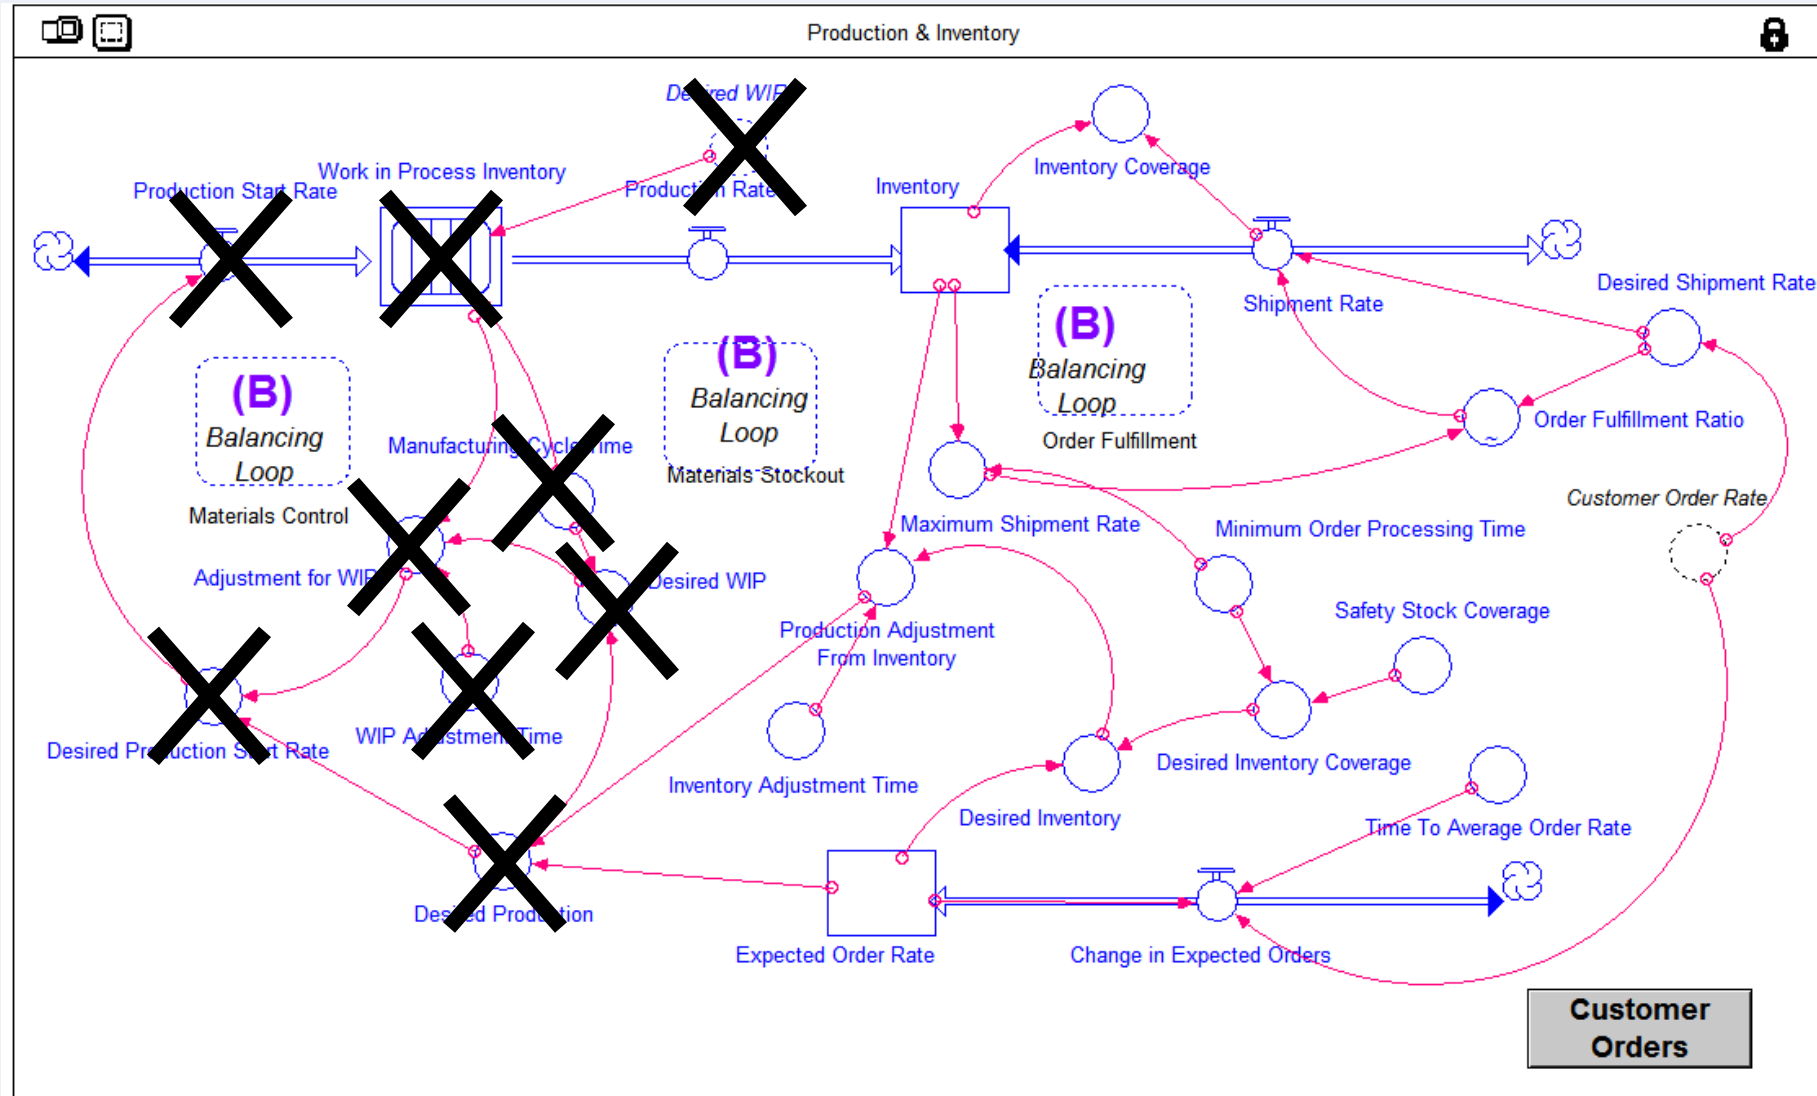 Production & Inventory
Desired WIP
Work in Process Inventory
Production Start Rate
Production Rate
Inventory
Inventory Coverage
Shipment Rate
Desired Shipment Rate
(B)
Balancing
Loop
Materials Control
(B)
Balancing
Loop
Materials Stockout
(B)
Balancing
Loop
Order Fulfillment
Order Fulfillment Ratio
~
Manufacturing Cycle Time
Customer Order Rate
Maximum Shipment Rate
Minimum Order Processing Time
Adjustment for WIP
Desired WIP
Safety Stock Coverage
Production Adjustment
From Inventory
Desired Production Start Rate
WIP Adjustment Time
Inventory Adjustment Time
Desired Inventory Coverage
Desired Inventory
Time To Average Order Rate
Desired Production
Expected Order Rate
Change in Expected Orders
Customer
Orders